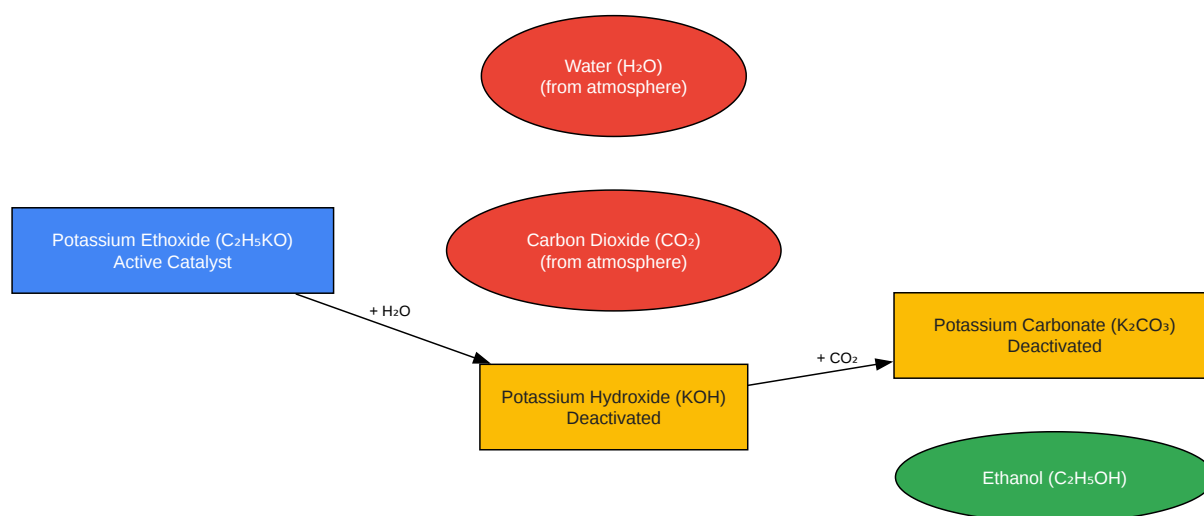 Water (H₂O)
(from atmosphere)
Carbon Dioxide (CO₂)
(from atmosphere)
Potassium Ethoxide (C₂H₅KO)
Active Catalyst
+ H₂O
Potassium Hydroxide (KOH)
Deactivated
+ CO₂
Potassium Carbonate (K₂CO₃)
Deactivated
Ethanol (C₂H₅OH)